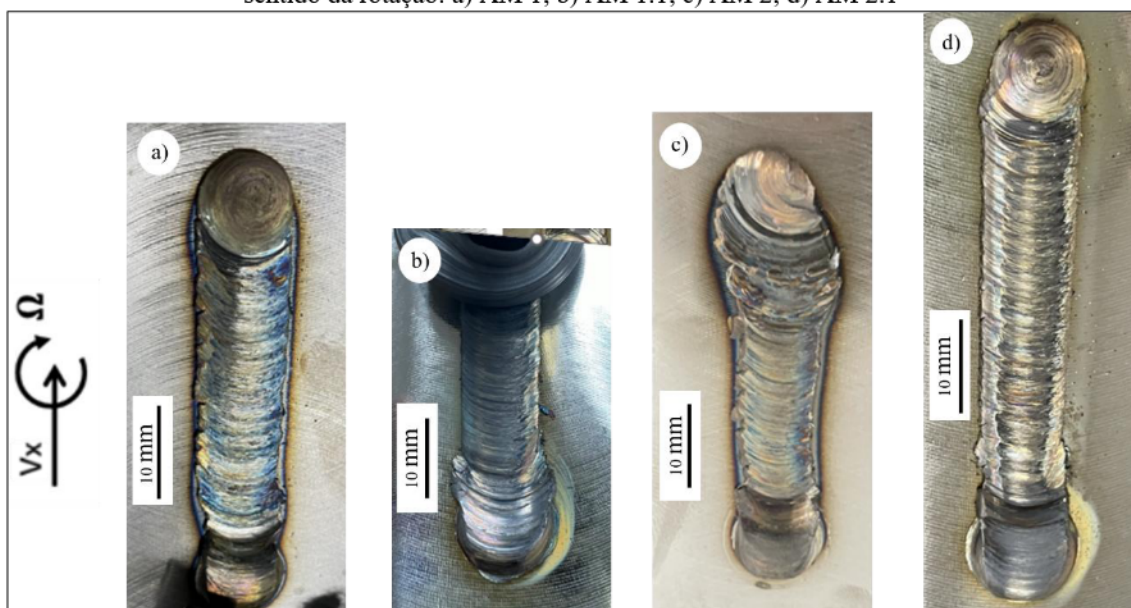 sentido da rotação: a) AM 1; b) AM 1.1; c) AM 2; d) AM 2.1
a)
b)
c)
d)
Ω
Vx
10 mm
10 mm
10 mm
10 mm